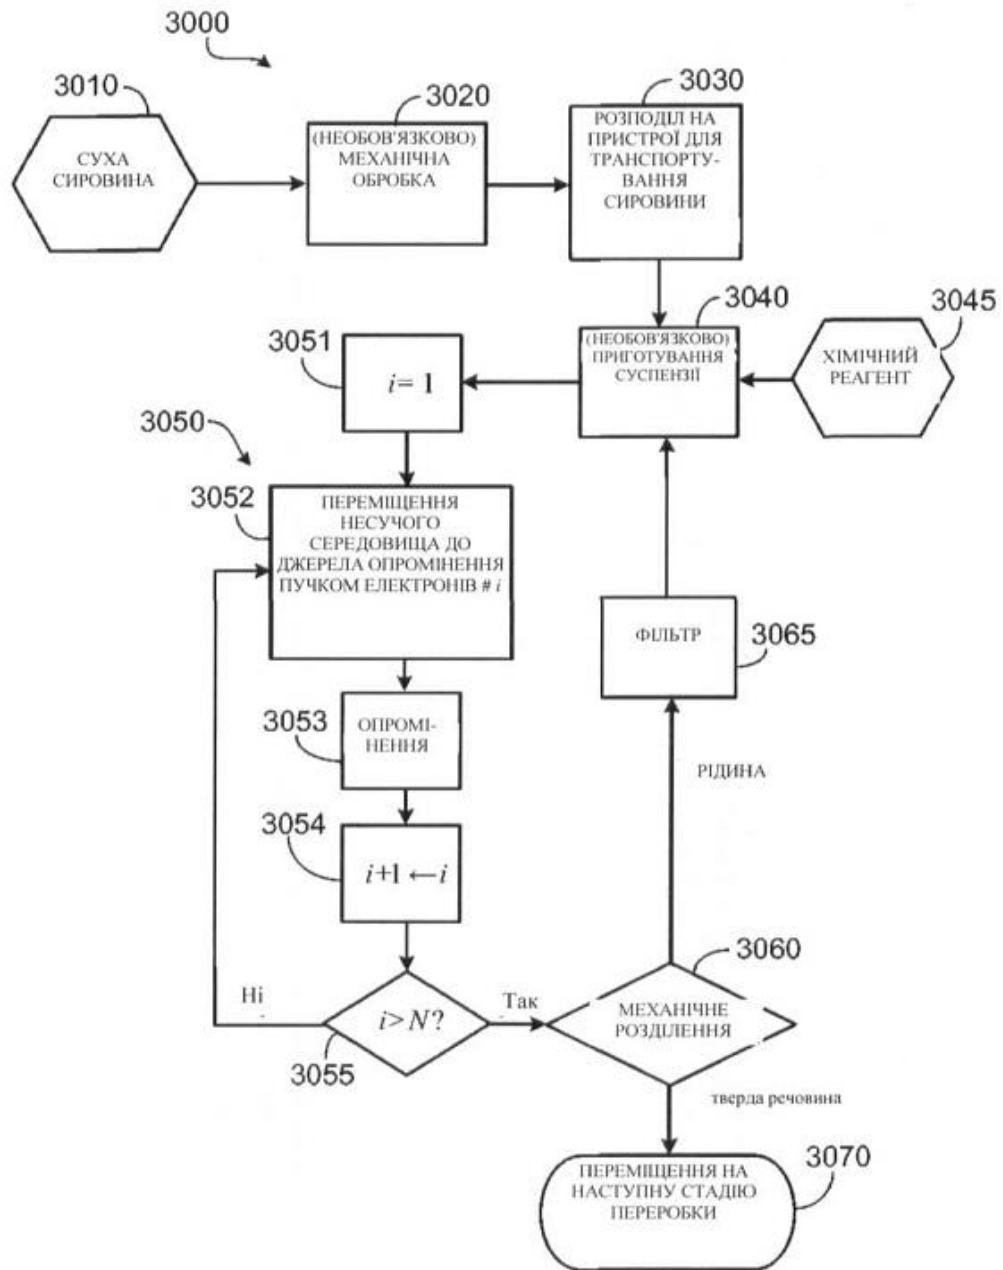 3000
3010
СУХА
СИРОВИНА
3020
(НЕОБОВ'ЯЗКОВО)
МЕХАНІЧНА
ОБРОБКА
3030
РОЗПОДІЛ НА
ПРИСТРОЇ ДЛЯ
ТРАНСПОРТУ-
ВАННЯ
СИРОВИНИ
3040
(НЕОБОВ'ЯЗКОВО)
ПРИГОТУВАННЯ
СУСПЕНЗІЇ
3045
ХІМІЧНИЙ
РЕАГЕНТ
3051
i = 1
3050
3052
ПЕРЕМІЩЕННЯ
НЕСУЧОГО
СЕРЕДОВИЩА ДО
ДЖЕРЕЛА ОПРОМІНЕННЯ
ПУЧКОМ ЕЛЕКТРОНІВ # i
ФІЛЬТР
3065
3053
ОПРОМІ-
НЕННЯ
РІДИНА
3054
i+1 ← i
3060
Ні
i > N?
Так
МЕХАНІЧНЕ
РОЗДІЛЕННЯ
3055
тверда речовина
3070
ПЕРЕМІЩЕННЯ НА
НАСТУПНУ СТАДІЮ
ПЕРЕРОБКИ